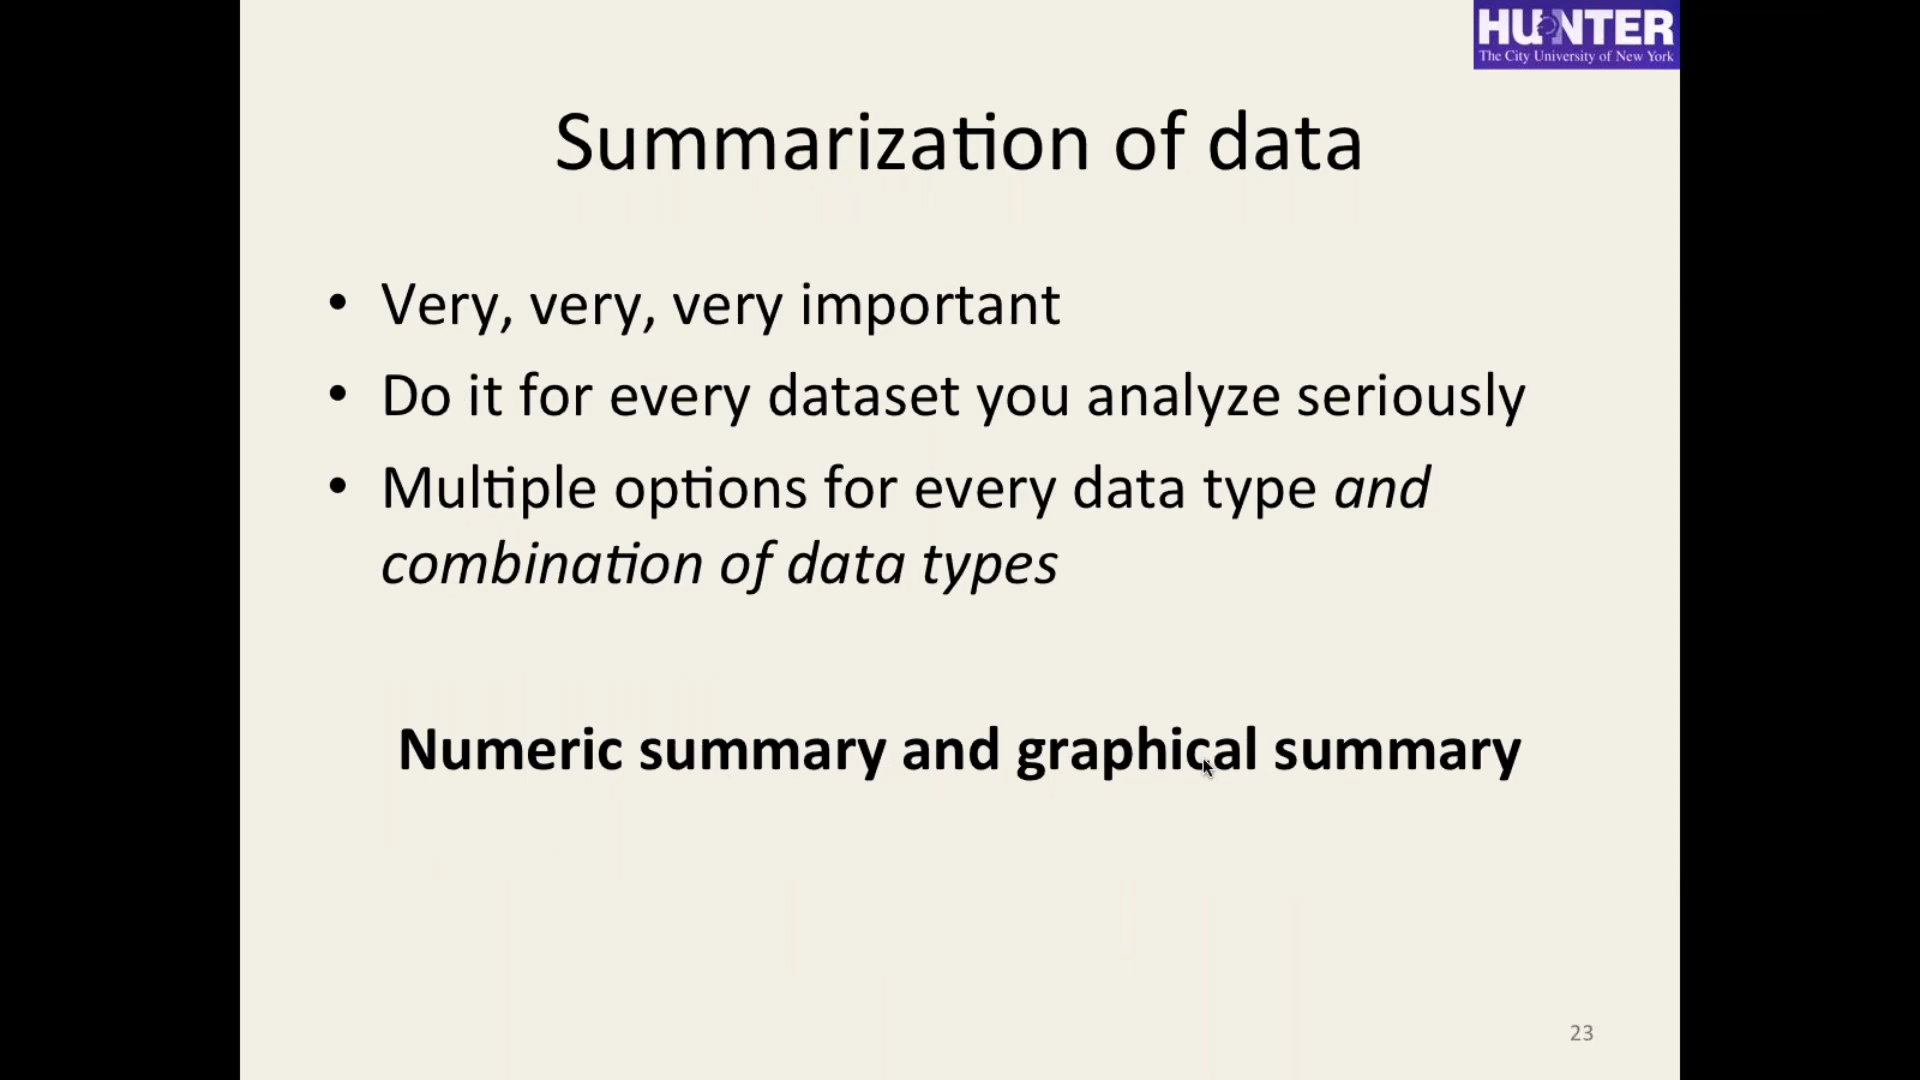 HUNTER
The City University of New York
Summarization of data
• Very, very, very important
• Do it for every dataset you analyze seriously
• Multiple options for every data type and
combination of data types
Numeric summary and graphical summary
23